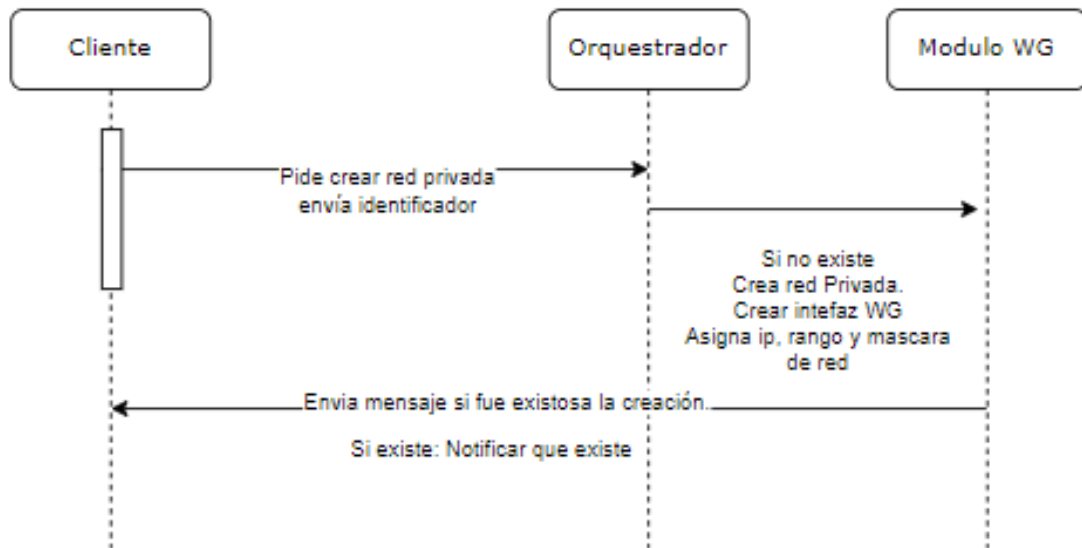 Cliente
Orquestrador
Modulo WG
Pide crear red privada
envía identificador
Si no existe
Crea red Privada.
Crear intefaz WG
Asigna ip, rango y mascara
de red
Envia mensaje si fue existosa la creación.
Si existe: Notificar que existe